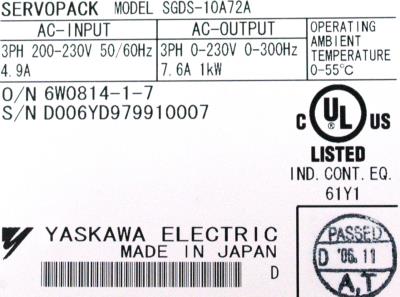 SERVOPACK MODEL SGDS-10A72A
AC-INPUT
3PH 200-230V 50/60Hz
4.9A
AC-OUTPUT
3PH 0-230V 0-300Hz
7.6A 1kW
OPERATING
AMBIENT
TEMPERATURE
0-55°C
O/N 6W0814-1-7
S/N D006YD979910007
C UL US
LISTED
IND. CONT. EQ.
61Y1
YASKAWA ELECTRIC
MADE IN JAPAN
D
PASSED
D '06.11
A,T